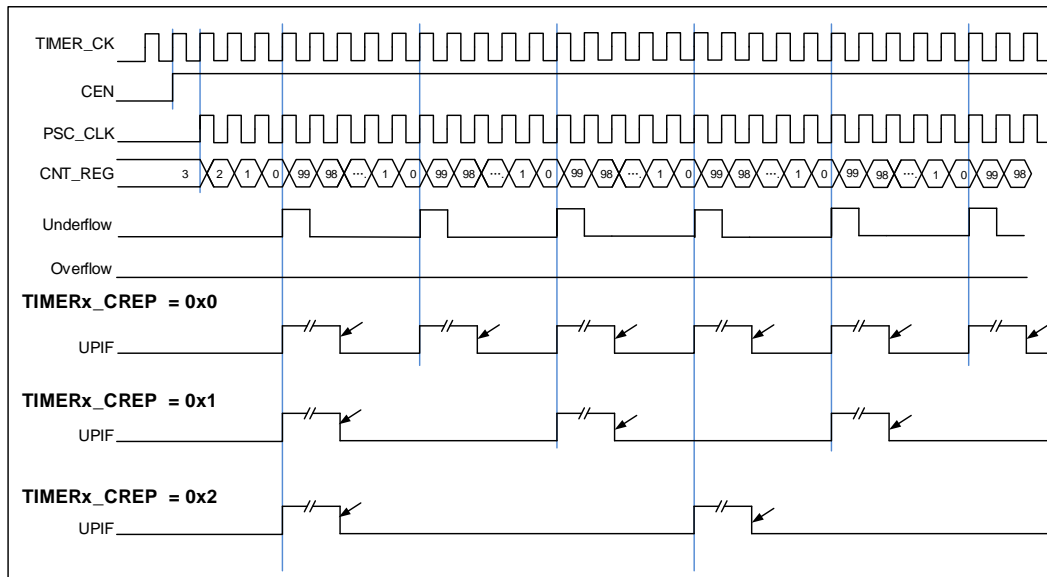 TIMER_CK
CEN
PSC_CLK
CNT_REG 3 2 1 0 99 98 .... 1 0 99 98 .... 1 0 99 98 .... 1 0 99 98 .... 1 0 99 98 .... 1 0 99 98
Underflow
Overflow
TIMERx_CREP = 0x0
UPIF
TIMERx_CREP = 0x1
UPIF
TIMERx_CREP = 0x2
UPIF